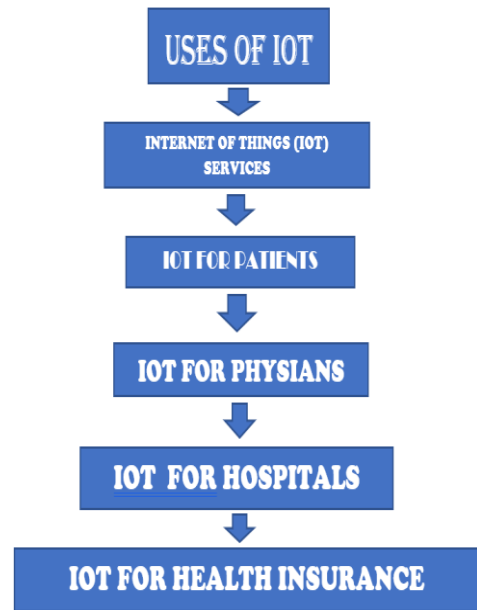 USES OF IOT
INTERNET OF THINGS (IOT)
SERVICES
IOT FOR PATIENTS
IOT FOR PHYSIANS
IOT FOR HOSPITALS
IOT FOR HEALTH INSURANCE